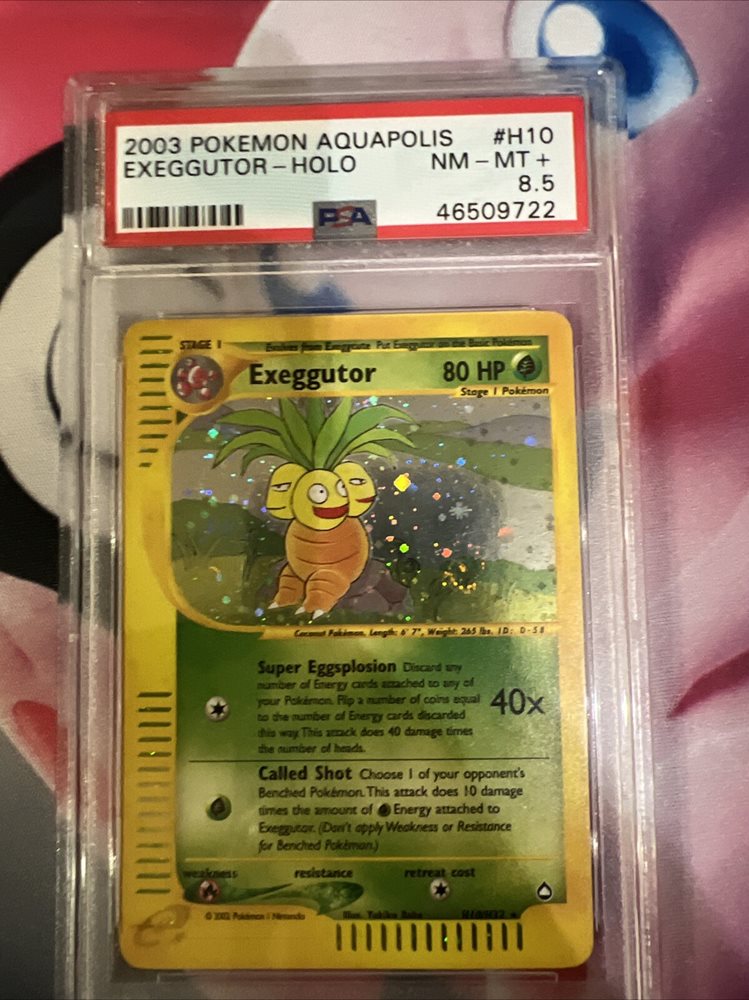 2003 POKEMON AQUAPOLIS #H10
EXEGGUTOR-HOLO NM-MT+
8.5
PSA 46509722
STAGE 1 Evolves from Exeggcute Put Exeggutor on the Basic Pokémon
Exeggutor 80 HP
Stage 1 Pokémon
Coconut Pokémon, Length: 6' 7", Weight: 265 lbs. ID: D-58
Super Eggsplosion Discard any
number of Energy cards attached to any of
your Pokémon. Flip a number of coins equal
to the number of Energy cards discarded
this way. This attack does 40 damage times
the number of heads.
40x
Called Shot Choose 1 of your opponent's
Benched Pokémon. This attack does 10 damage
times the amount of Energy attached to
Exeggutor. (Don't apply Weakness or Resistance
for Benched Pokémon.)
weakness resistance retreat cost
© 2002 Pokémon / Nintendo Illus. Yukiko Baba H10/H32